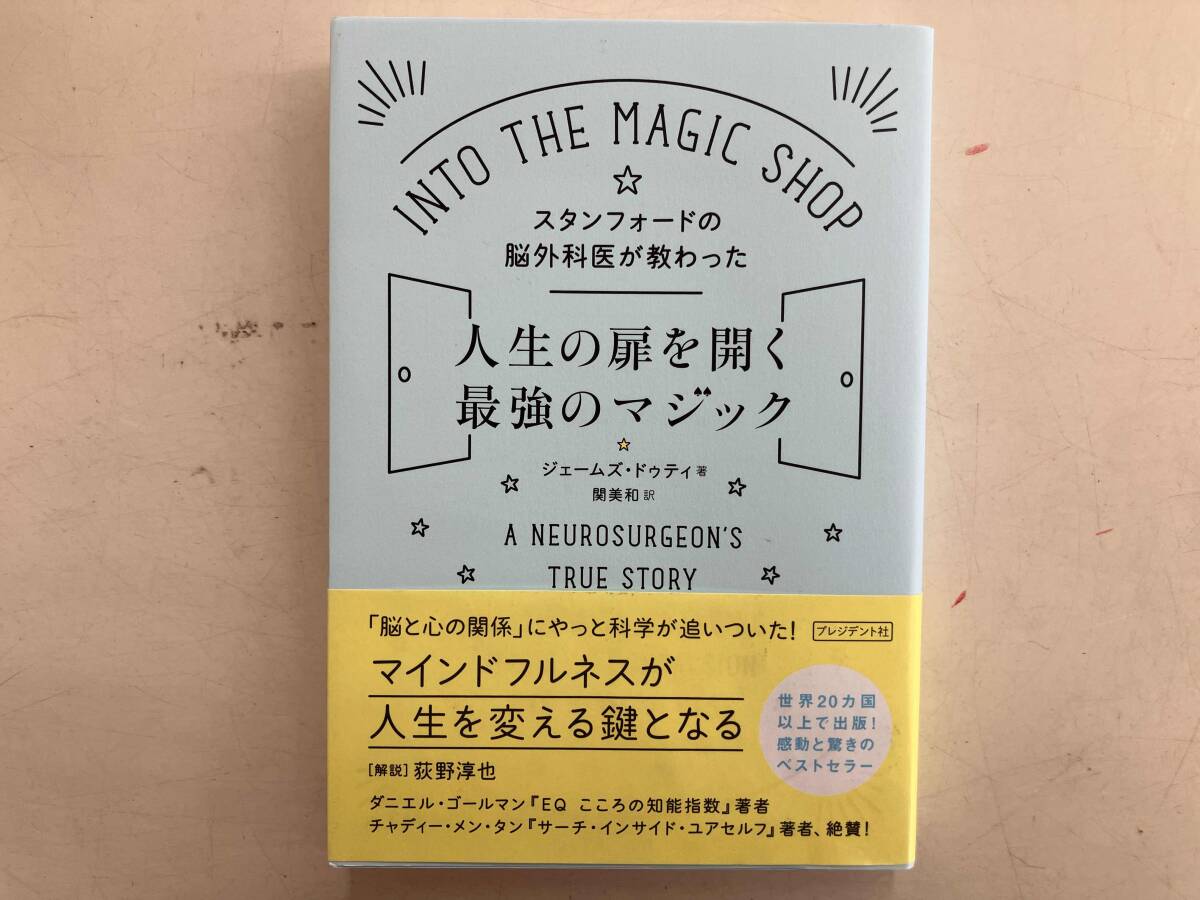 INTO THE MAGIC SHOP
スタンフォードの
脳外科医が教わった
人生の扉を開く
最強のマジック
ジェームズ・ドゥティ 著
関美和 訳
A NEUROSURGEON'S
TRUE STORY
「脳と心の関係」にやっと科学が追いついた!
プレジデント社
マインドフルネスが
人生を変える鍵となる
[解説] 荻野淳也
世界20カ国
以上で出版!
感動と驚きの
ベストセラー
ダニエル・ゴールマン『EQ こころの知能指数』著者
チャディー・メン・タン『サーチ・インサイド・ユアセルフ』著者、絶賛!